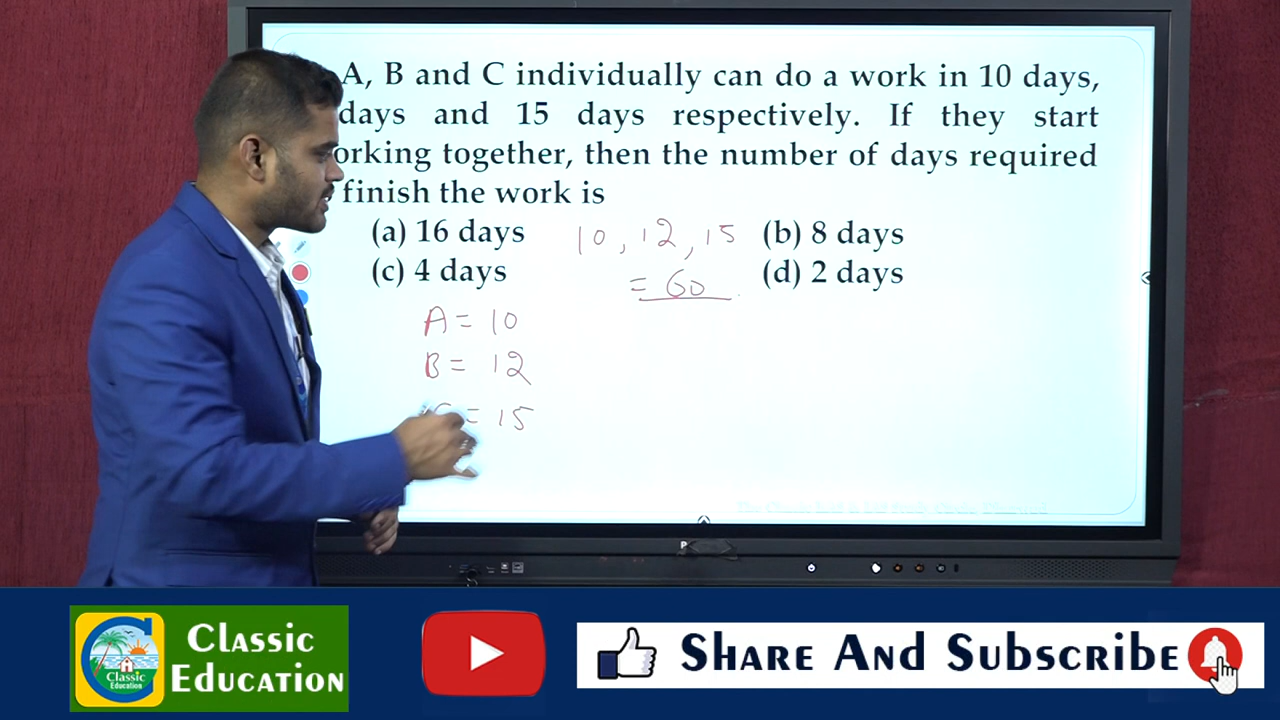 A, B and C individually can do a work in 10 days,
days and 15 days respectively. If they start
orking together, then the number of days required
finish the work is
(a) 16 days
10, 12, 15
(b) 8 days
(c) 4 days
= 60
(d) 2 days
A = 10
B = 12
= 15
Classic
Education
Classic
Education
Share And Subscribe